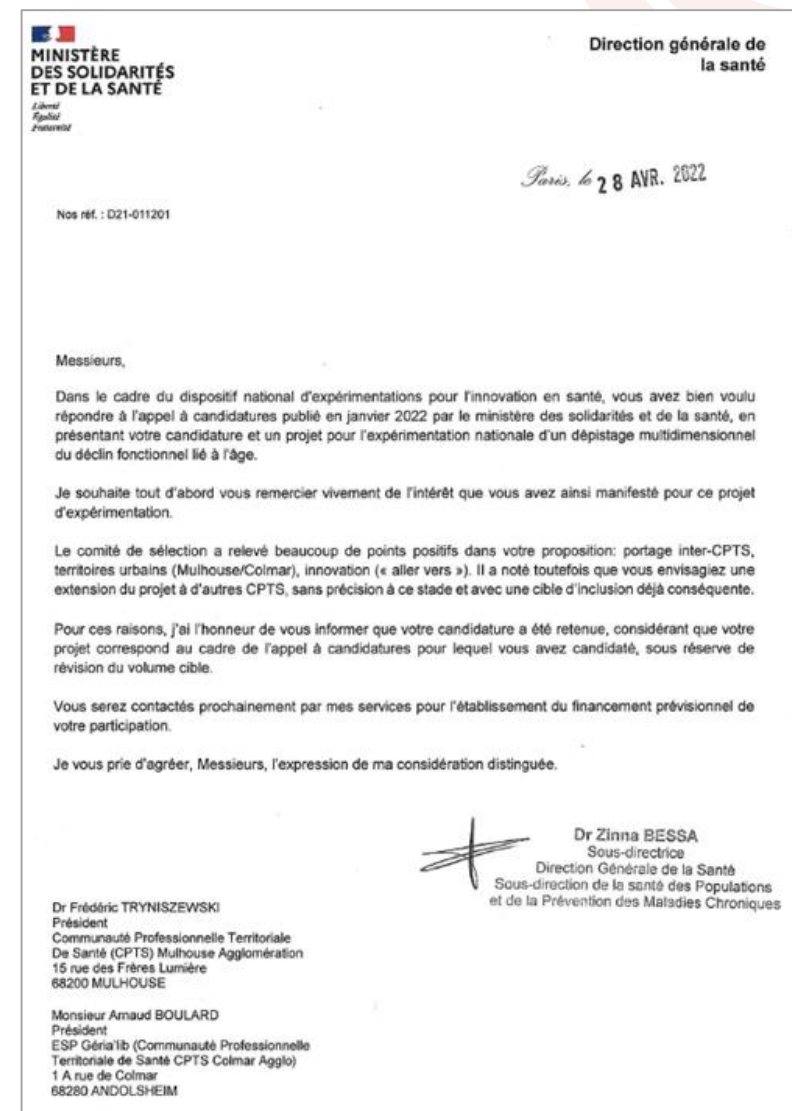 MINISTÈRE
DES SOLIDARITÉS
ET DE LA SANTÉ
Liberté
Égalité
Fraternité
Direction générale de
la santé
Paris, le 28 AVR. 2022
Nos réf. : D21-011201
Messieurs,
Dans le cadre du dispositif national d'expérimentations pour l'innovation en santé, vous avez bien voulu
répondre à l'appel à candidatures publié en janvier 2022 par le ministère des solidarités et de la santé, en
présentant votre candidature et un projet pour l'expérimentation nationale d'un dépistage multidimensionnel
du déclin fonctionnel lié à l'âge.
Je souhaite tout d'abord vous remercier vivement de l'intérêt que vous avez ainsi manifesté pour ce projet
d'expérimentation.
Le comité de sélection a relevé beaucoup de points positifs dans votre proposition: portage inter-CPTS,
territoires urbains (Mulhouse/Colmar), innovation (« aller vers »). Il a noté toutefois que vous envisagiez une
extension du projet à d'autres CPTS, sans précision à ce stade et avec une cible d'inclusion déjà conséquente.
Pour ces raisons, j'ai l'honneur de vous informer que votre candidature a été retenue, considérant que votre
projet correspond au cadre de l'appel à candidatures pour lequel vous avez candidaté, sous réserve de
révision du volume cible.
Vous serez contactés prochainement par mes services pour l'établissement du financement prévisionnel de
votre participation.
Je vous prie d'agréer, Messieurs, l'expression de ma considération distinguée.
Dr Zinna BESSA
Sous-directrice
Direction Générale de la Santé
Sous-direction de la santé des Populations
et de la Prévention des Maladies Chroniques
Dr Frédéric TRYNISZEWSKI
Président
Communauté Professionnelle Territoriale
De Santé (CPTS) Mulhouse Agglomération
15 rue des Frères Lumière
68200 MULHOUSE
Monsieur Arnaud BOULARD
Président
ESP Géria'lib (Communauté Professionnelle
Territoriale de Santé CPTS Colmar Agglo)
1 A rue de Colmar
68280 ANDOLSHEIM